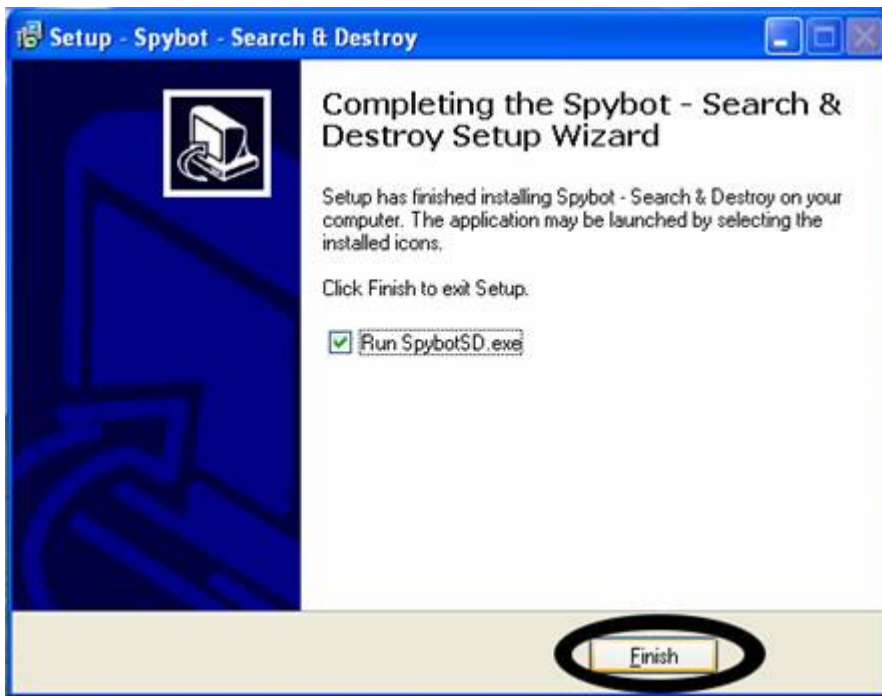 Setup - Spybot - Search & Destroy
Completing the Spybot - Search &
Destroy Setup Wizard
Setup has finished installing Spybot - Search & Destroy on your
computer. The application may be launched by selecting the
installed icons.
Click Finish to exit Setup.
Run SpybotSD.exe
Finish